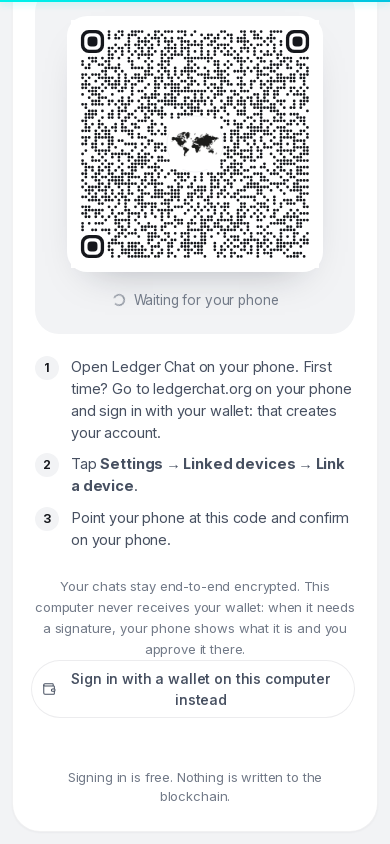 Waiting for your phone
1 Open Ledger Chat on your phone. First
time? Go to ledgerchat.org on your phone
and sign in with your wallet: that creates
your account.
2 Tap Settings → Linked devices → Link
a device.
3 Point your phone at this code and confirm
on your phone.
Your chats stay end-to-end encrypted. This
computer never receives your wallet: when it needs
a signature, your phone shows what it is and you
approve it there.
Sign in with a wallet on this computer
instead
Signing in is free. Nothing is written to the
blockchain.